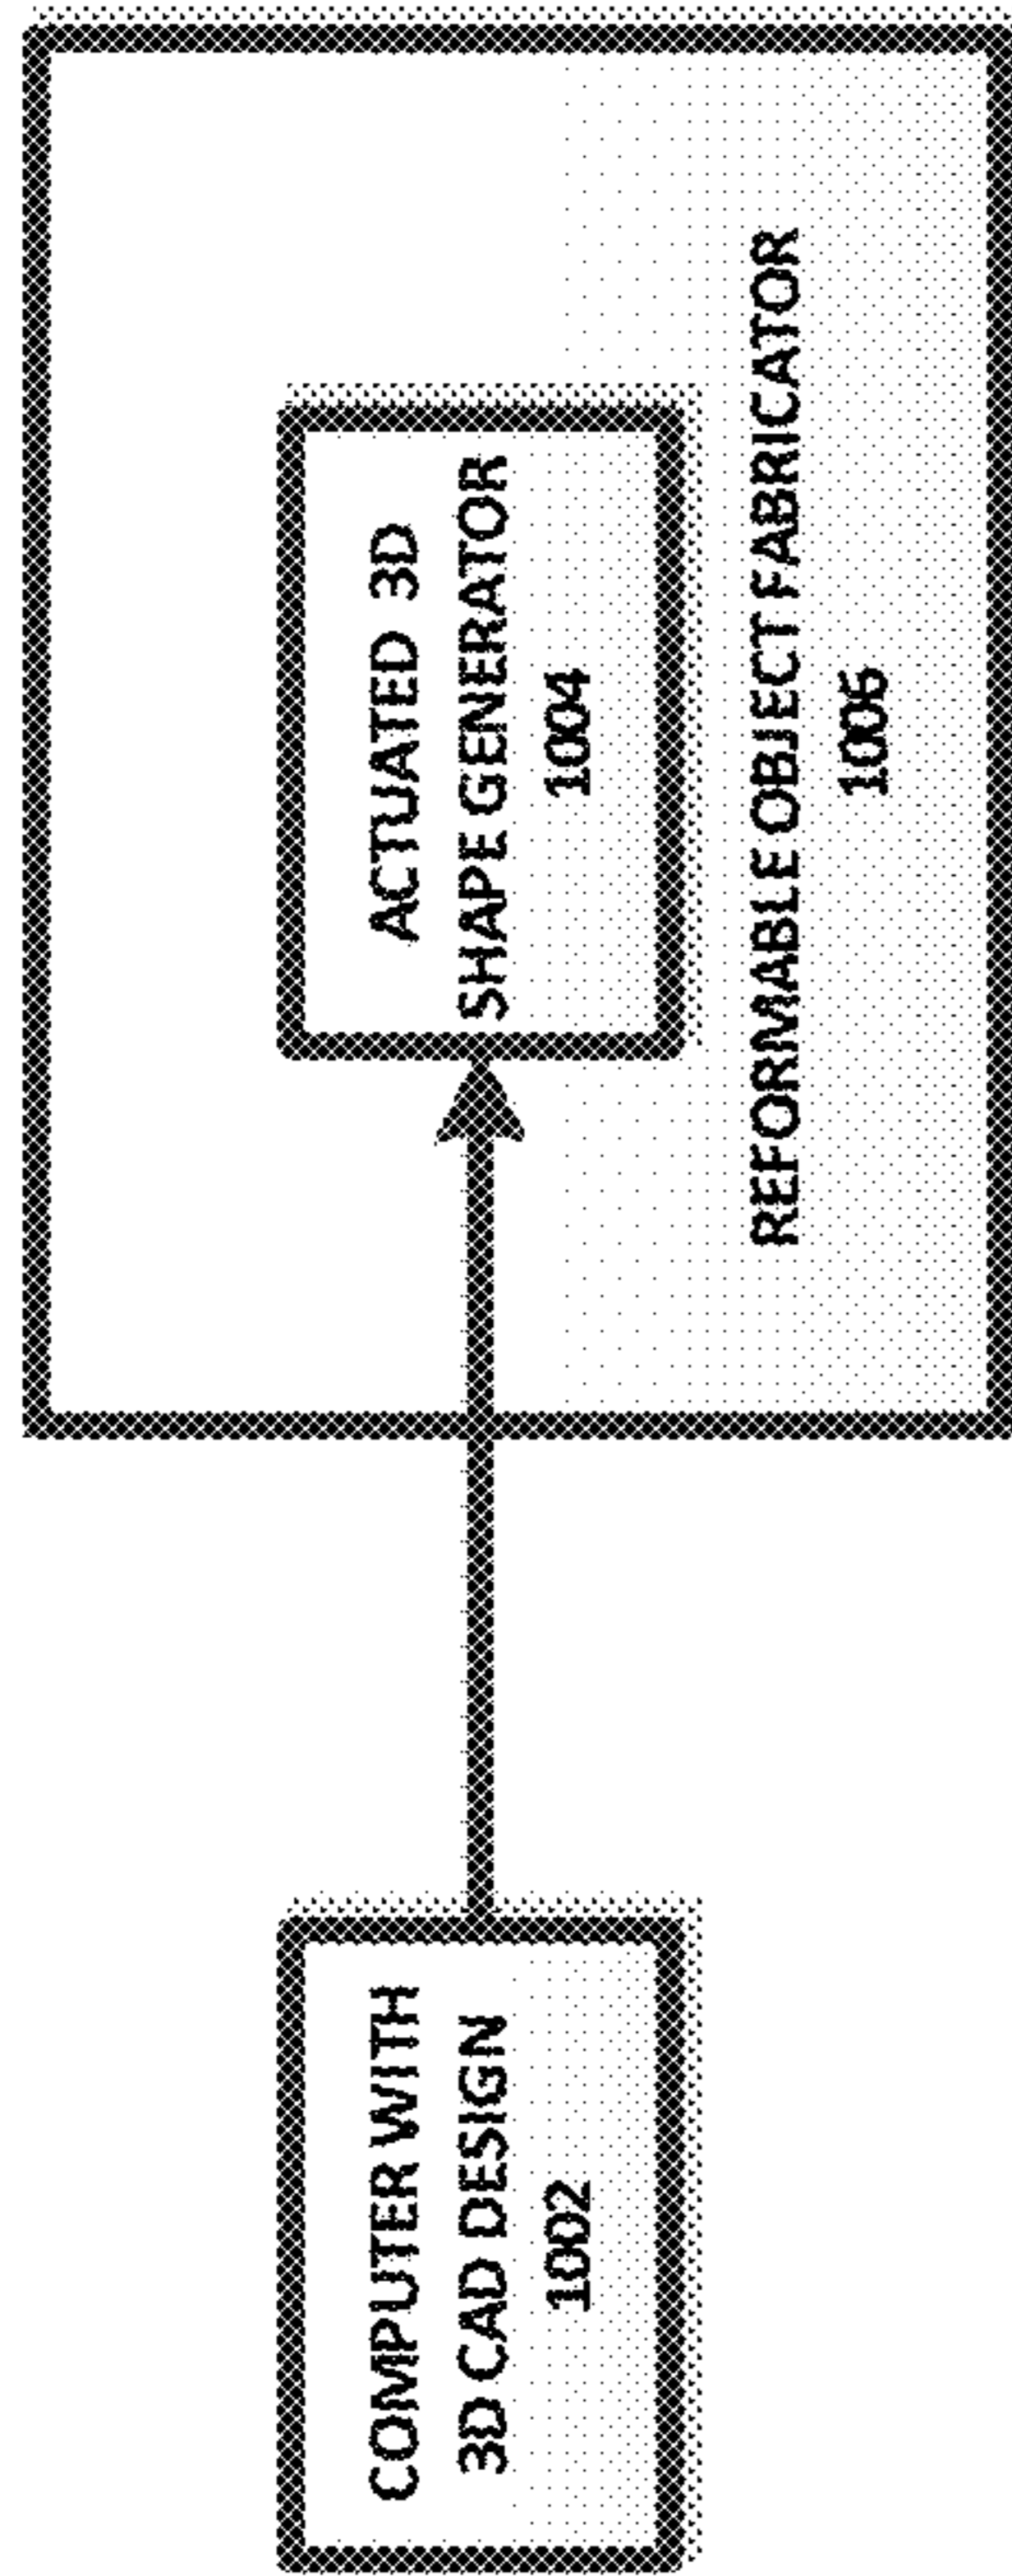 COMPUTER WITH
3D CAD DESIGN
1002
ACTUATED 3D
SHAPE GENERATOR
1004
REFORMABLE OBJECT FABRICATOR
1006